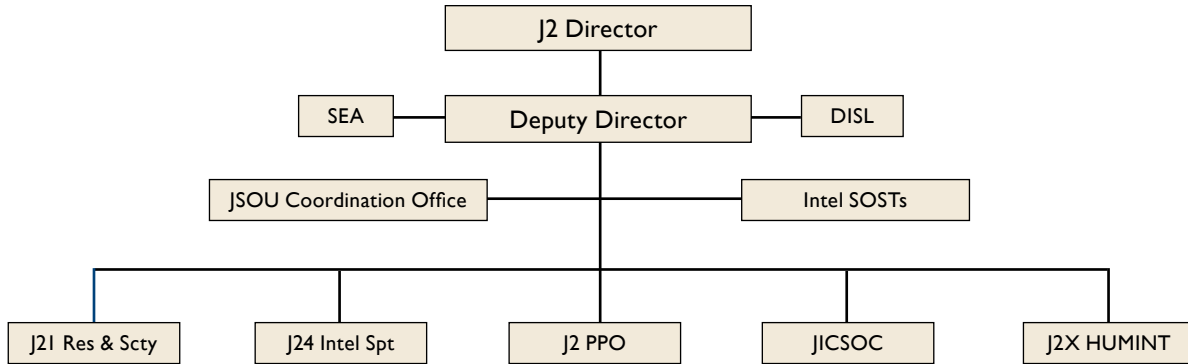 J2 Director
SEA
Deputy Director
DISL
JSOU Coordination Office
Intel SOSTs
J21 Res & Scty
J24 Intel Spt
J2 PPO
JICSOC
J2X HUMINT